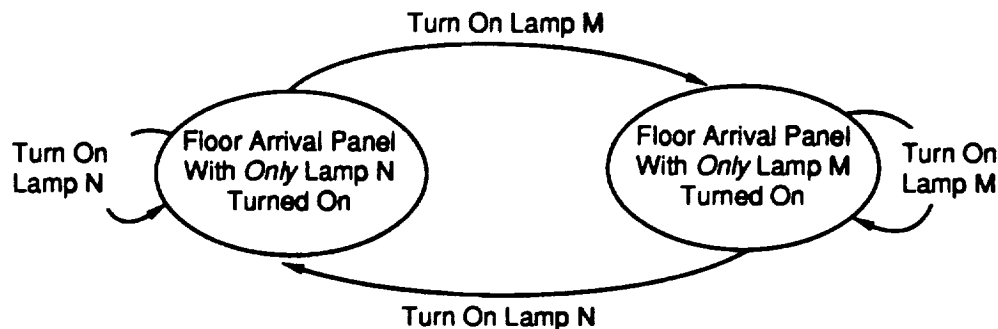 Turn On Lamp M
Turn On
Lamp N
Floor Arrival Panel
With Only Lamp N
Turned On
Floor Arrival Panel
With Only Lamp M
Turned On
Turn On
Lamp M
Turn On Lamp N